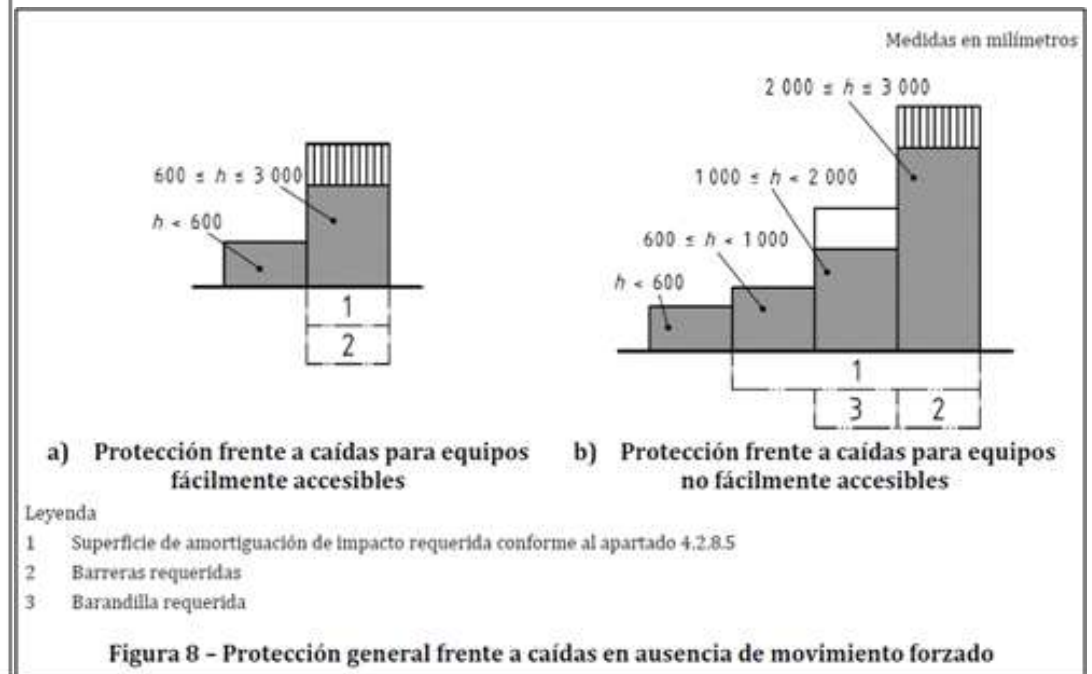 Medidas en milímetros
2 000 ≤ h ≤ 3 000
600 ≤ h ≤ 3 000
1 000 ≤ h < 2 000
h < 600
600 ≤ h < 1 000
h < 600
1
2
1
3 2
a) Protección frente a caídas para equipos
fácilmente accesibles
b) Protección frente a caídas para equipos
no fácilmente accesibles
Leyenda
1 Superficie de amortiguación de impacto requerida conforme al apartado 4.2.8.5
2 Barreras requeridas
3 Barandilla requerida
Figura 8 – Protección general frente a caídas en ausencia de movimiento forzado